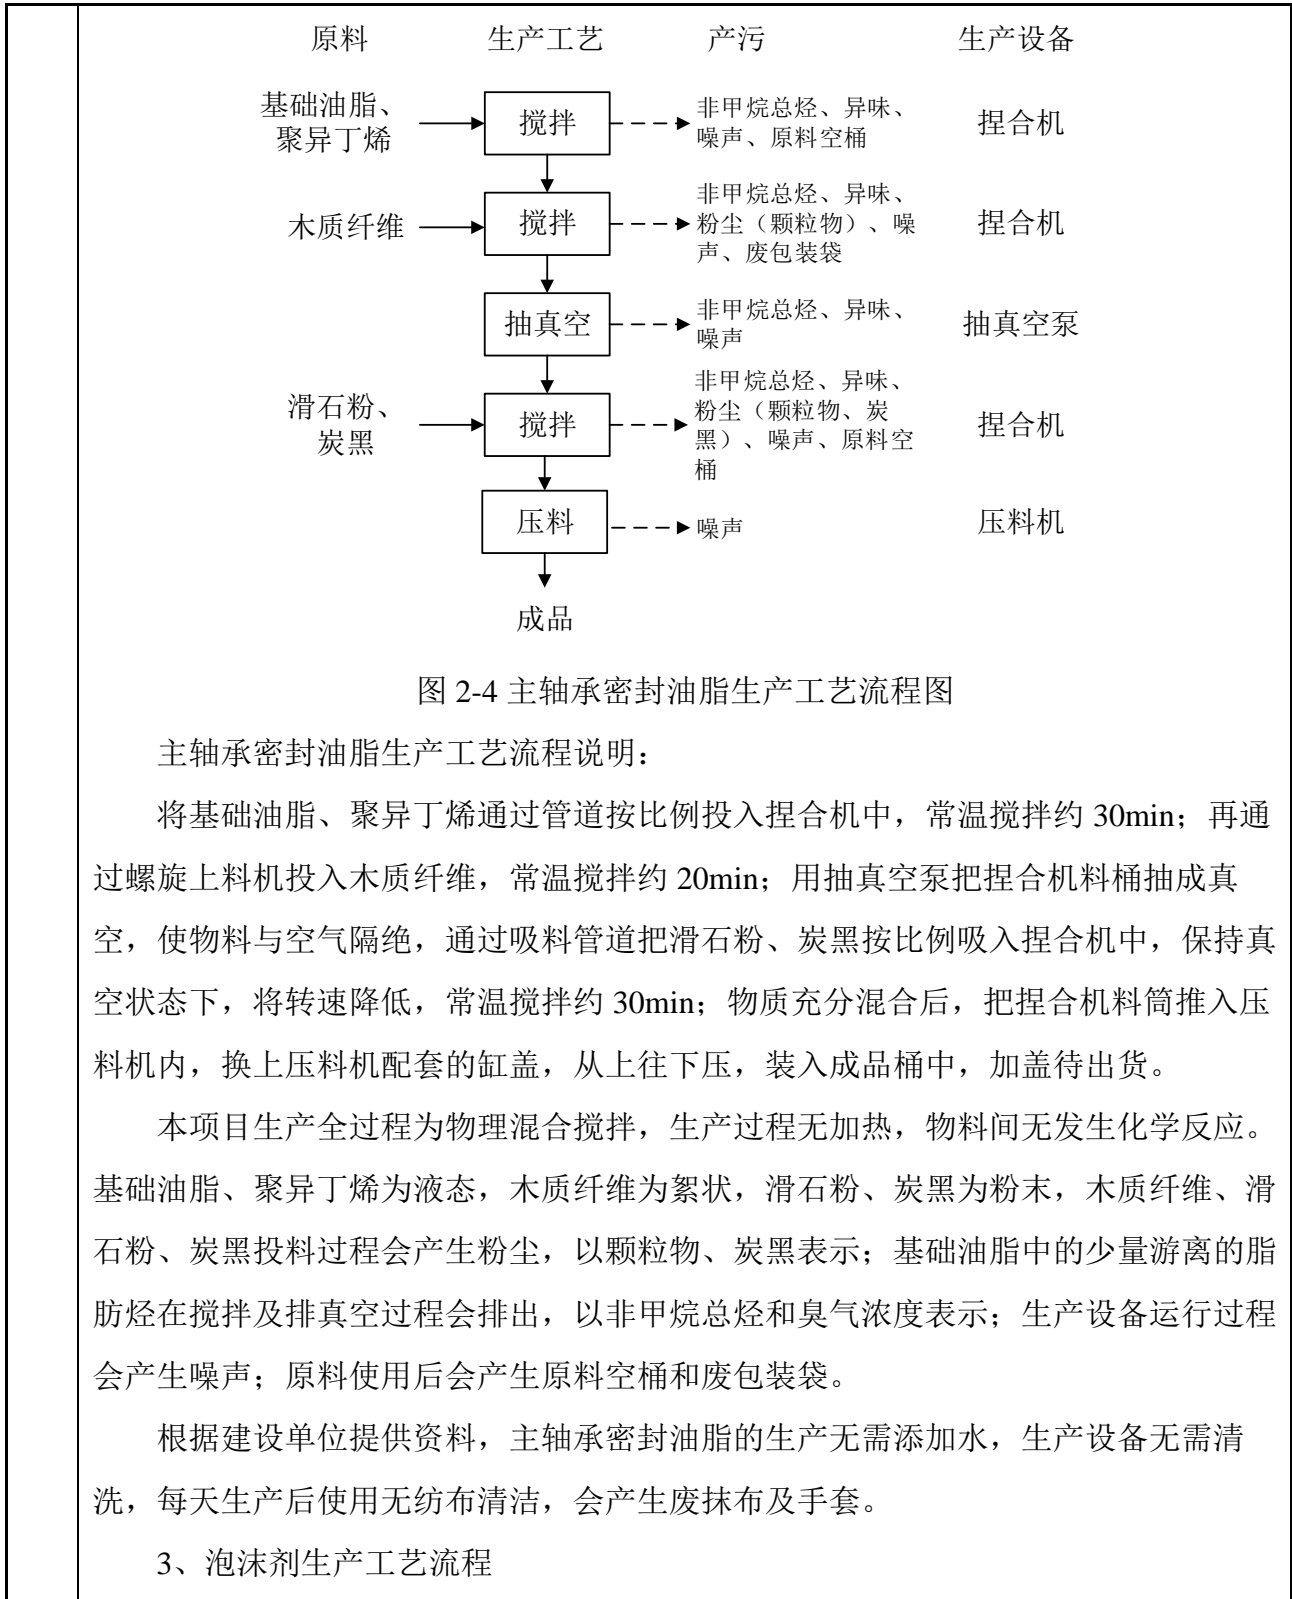 原料 生产工艺 产污 生产设备
基础油脂、
聚异丁烯
搅拌
非甲烷总烃、异味、
噪声、原料空桶
捏合机
木质纤维
搅拌
非甲烷总烃、异味、
粉尘（颗粒物）、噪
声、废包装袋
捏合机
抽真空
非甲烷总烃、异味、
噪声
抽真空泵
滑石粉、
炭黑
搅拌
非甲烷总烃、异味、
粉尘（颗粒物、炭
黑）、噪声、原料空
桶
捏合机
压料
噪声
压料机
成品
图 2-4 主轴承密封油脂生产工艺流程图
主轴承密封油脂生产工艺流程说明：
将基础油脂、聚异丁烯通过管道按比例投入捏合机中，常温搅拌约 30min；再通
过螺旋上料机投入木质纤维，常温搅拌约 20min；用抽真空泵把捏合机料桶抽成真
空，使物料与空气隔绝，通过吸料管道把滑石粉、炭黑按比例吸入捏合机中，保持真
空状态下，将转速降低，常温搅拌约 30min；物质充分混合后，把捏合机料筒推入压
料机内，换上压料机配套的缸盖，从上往下压，装入成品桶中，加盖待出货。
本项目生产全过程为物理混合搅拌，生产过程无加热，物料间无发生化学反应。
基础油脂、聚异丁烯为液态，木质纤维为絮状，滑石粉、炭黑为粉末，木质纤维、滑
石粉、炭黑投料过程会产生粉尘，以颗粒物、炭黑表示；基础油脂中的少量游离的脂
肪烃在搅拌及排真空过程会排出，以非甲烷总烃和臭气浓度表示；生产设备运行过程
会产生噪声；原料使用后会产生原料空桶和废包装袋。
根据建设单位提供资料，主轴承密封油脂的生产无需添加水，生产设备无需清
洗，每天生产后使用无纺布清洁，会产生废抹布及手套。
3、泡沫剂生产工艺流程